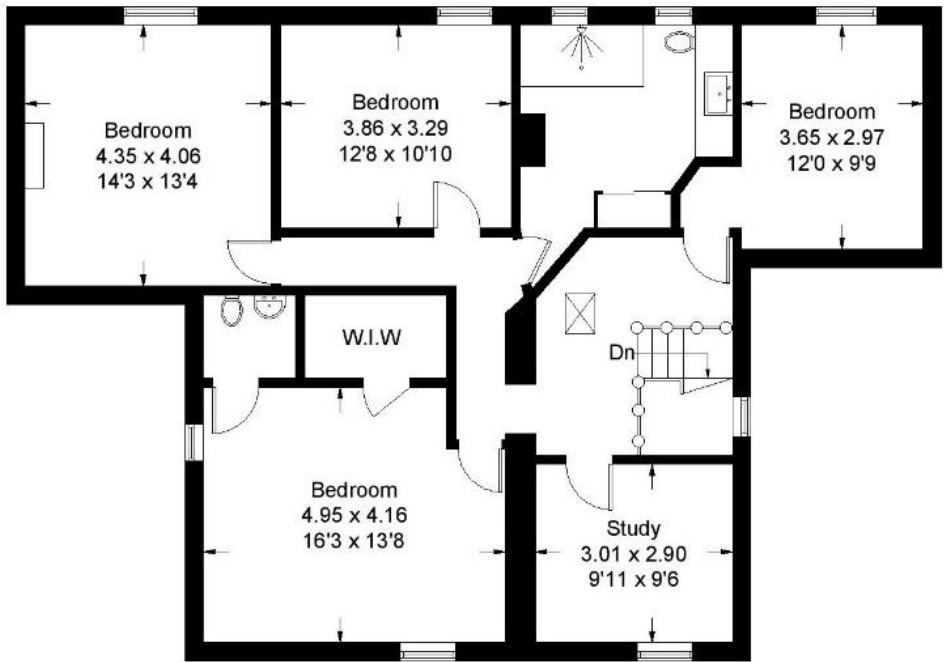 Bedroom
4.35 x 4.06
14'3 x 13'4
Bedroom
3.86 x 3.29
12'8 x 10'10
Bedroom
3.65 x 2.97
12'0 x 9'9
W.I.W
Dn
Bedroom
4.95 x 4.16
16'3 x 13'8
Study
3.01 x 2.90
9'11 x 9'6